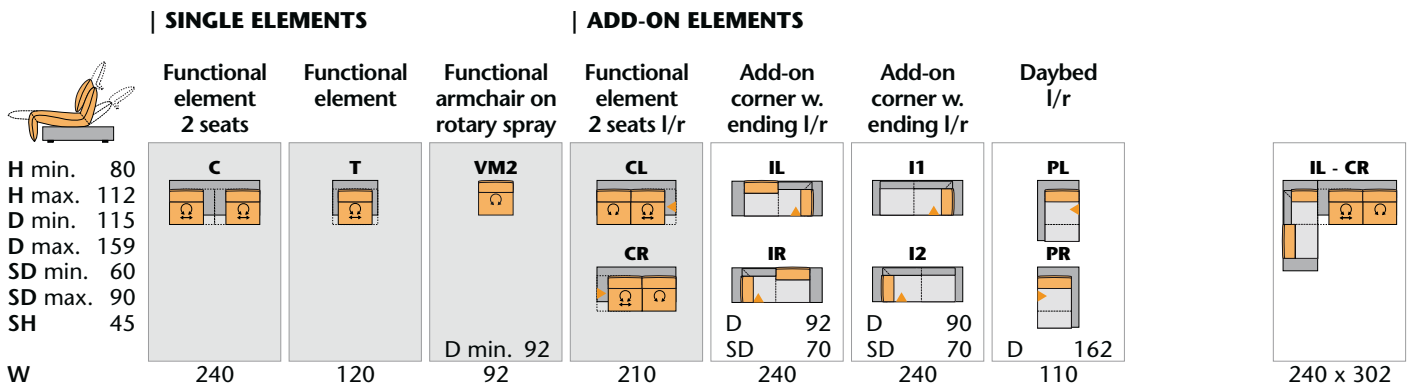 | SINGLE ELEMENTS | ADD-ON ELEMENTS
Functional element 2 seats
Functional element
Functional armchair on rotary spray
Functional element 2 seats l/r
Add-on corner w. ending l/r
Add-on corner w. ending l/r
Daybed l/r
H min. 80
H max. 112
D min. 115
D max. 159
SD min. 60
SD max. 90
SH 45
C
T
VM2
D min. 92
CL
CR
IL
IR
D 92
SD 70
I1
I2
D 90
SD 70
PL
PR
D 162
IL - CR
W 240 120 92 210 240 240 110 240 x 302